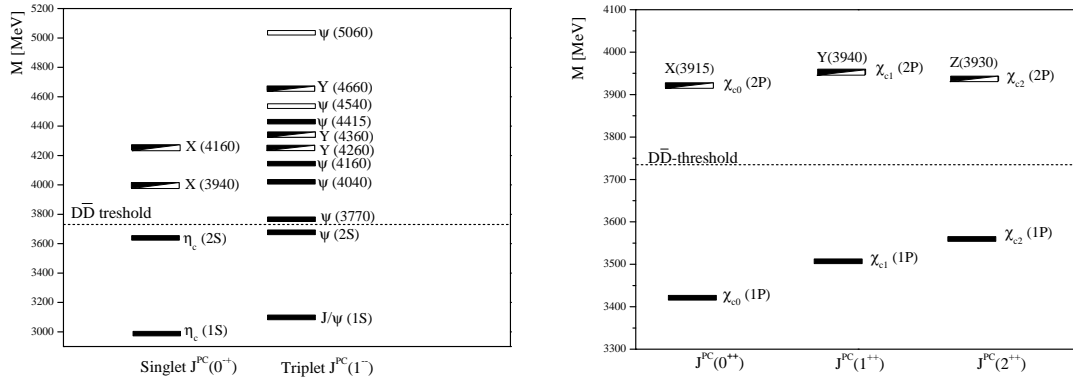 M [MeV]
5200
5000
4800
4600
4400
4200
4000
3800
3600
3400
3200
3000
ψ (5060)
Y (4660)
ψ (4540)
ψ (4415)
Y (4360)
Y (4260)
X (4160)
ψ (4160)
X (3940)
ψ (4040)
DD̅ treshold
ψ (3770)
η_c (2S)
ψ (2S)
J/ψ (1S)
η_c (1S)
Singlet J^PC(0^-+)
Triplet J^PC(1^--)
M [MeV]
4100
4000
3900
3800
3700
3600
3500
3400
3300
X(3915)
χ_c0 (2P)
Y(3940)
χ_c1 (2P)
Z(3930)
χ_c2 (2P)
DD̅-threshold
χ_c2 (1P)
χ_c1 (1P)
χ_c0 (1P)
J^PC(0^++)
J^PC(1^++)
J^PC(2^++)